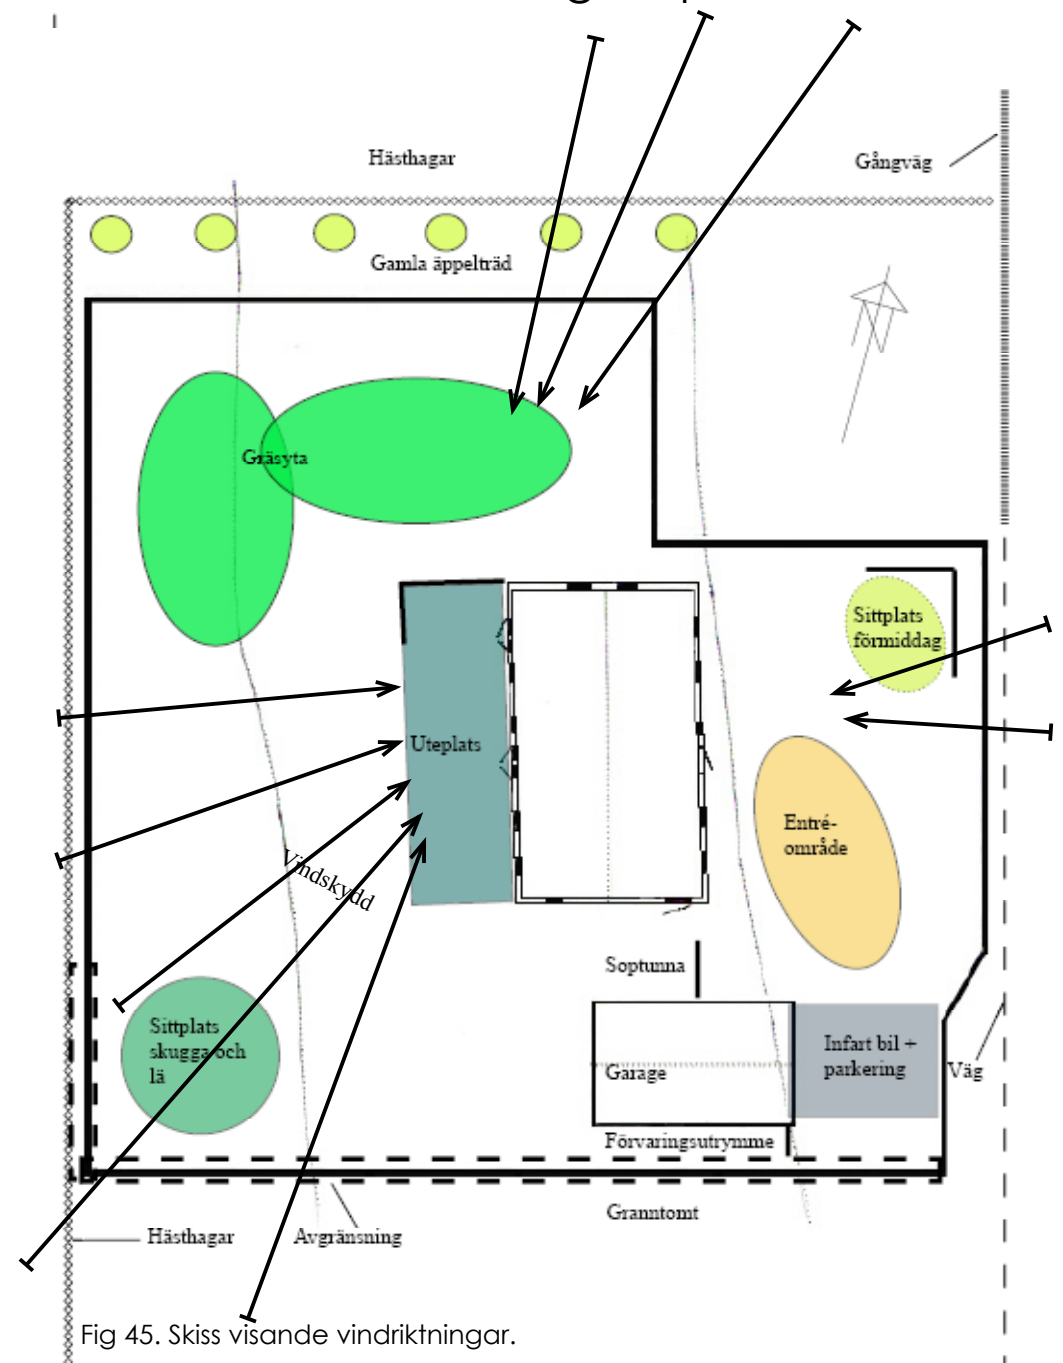 Hästhagar
Gångväg
Gamla äppelträd
Gräsyta
Sittplats
förmiddag
Uteplats
Entré-
område
Vindskydd
Soptunna
Sittplats
skugga och
lä
Infart bil +
parkering
Garage
Väg
Förvaringsutrymme
Granntomt
Hästhagar
Avgränsning
Fig 45. Skiss visande vindriktningar.